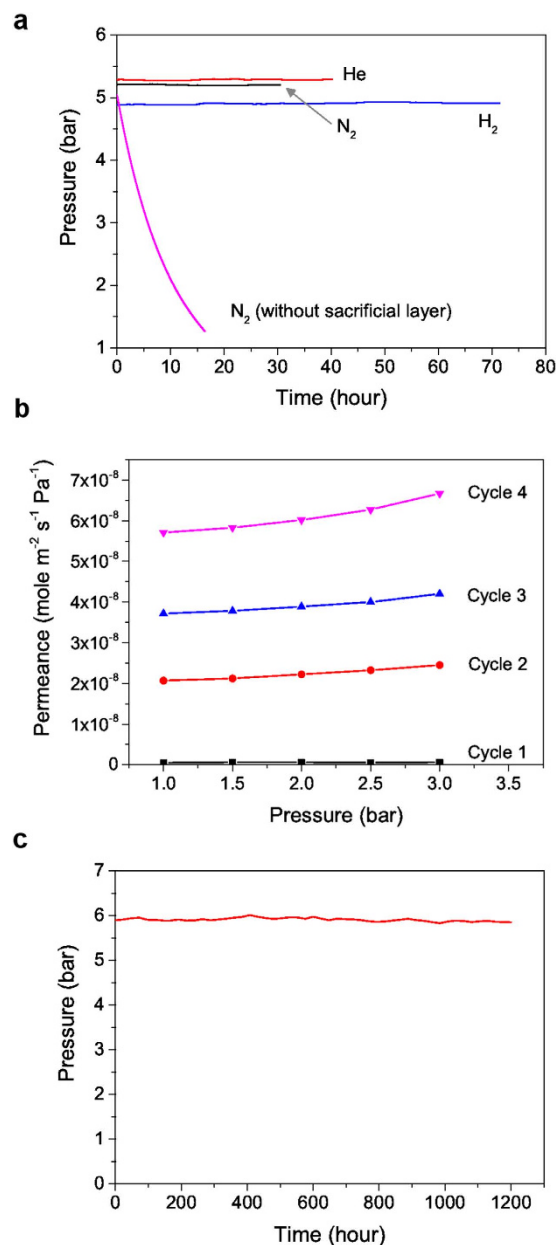 a
6
5
4
3
2
1
Pressure (bar)
He
N₂
H₂
N₂ (without sacrificial layer)
0 10 20 30 40 50 60 70 80
Time (hour)
b
7x10⁻⁸
6x10⁻⁸
5x10⁻⁸
4x10⁻⁸
3x10⁻⁸
2x10⁻⁸
1x10⁻⁸
0
Permeance (mole m⁻² s⁻¹ Pa⁻¹)
Cycle 4
Cycle 3
Cycle 2
Cycle 1
1.0 1.5 2.0 2.5 3.0 3.5
Pressure (bar)
c
7
6
5
4
3
2
1
0
Pressure (bar)
0 200 400 600 800 1000 1200
Time (hour)